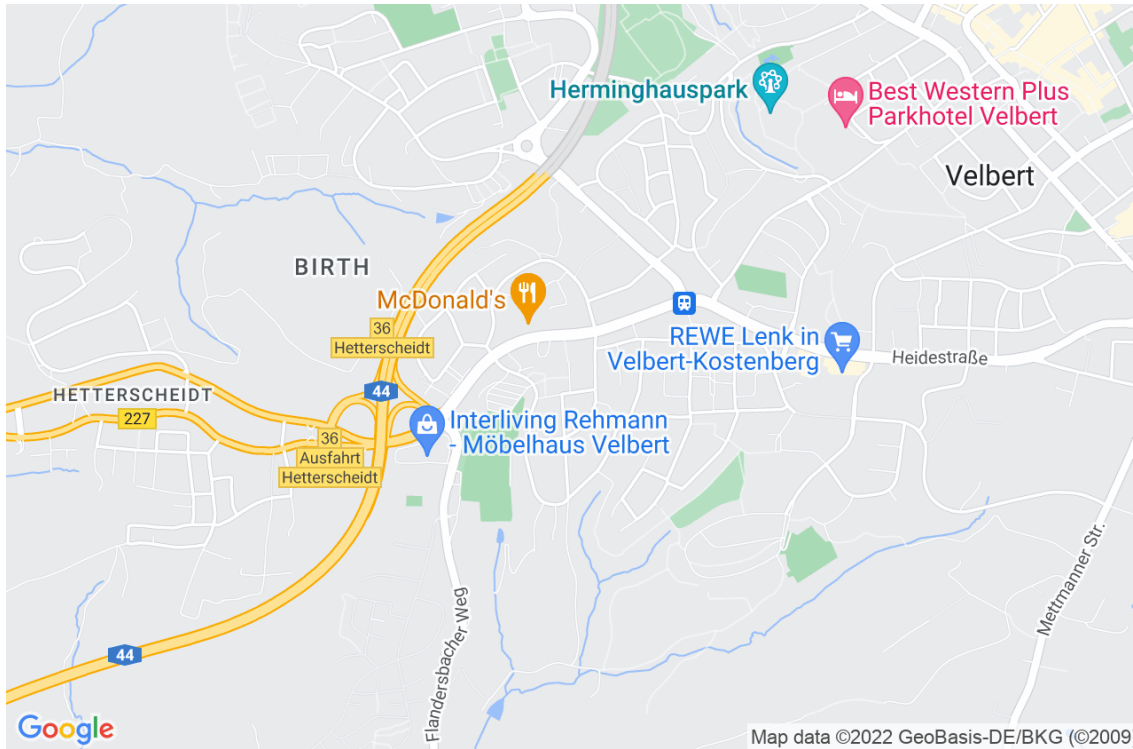 Herminghauspark
Best Western Plus
Parkhotel Velbert
Velbert
BIRTH
McDonald's
36
Hetterscheidt
REWE Lenk in
Velbert-Kostenberg
Heidestraße
HETTERSCHEIDT
44
227
Interliving Rehmann
- Möbelhaus Velbert
36
Ausfahrt
Hetterscheidt
Mettmanner Str.
Flandersbacher Weg
44
Google
Map data ©2022 GeoBasis-DE/BKG (©2009